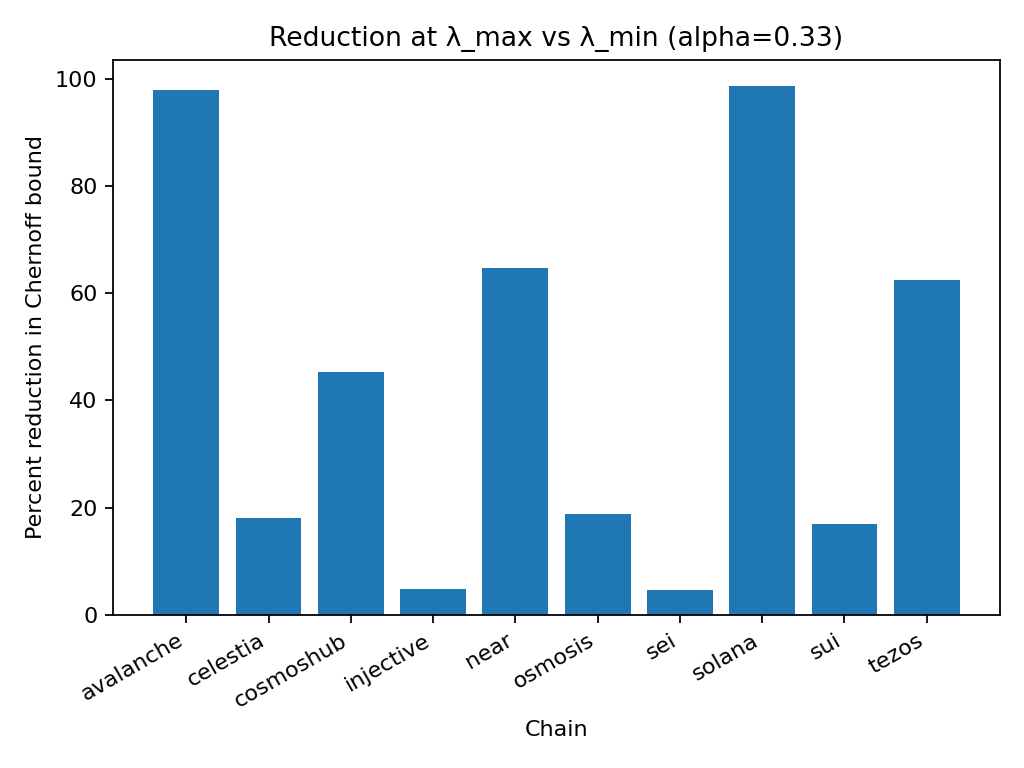 Reduction at λ_max vs λ_min (alpha=0.33)
Percent reduction in Chernoff bound
100
80
60
40
20
0
avalanche
celestia
cosmoshub
injective
near
osmosis
sei
solana
sui
tezos
Chain